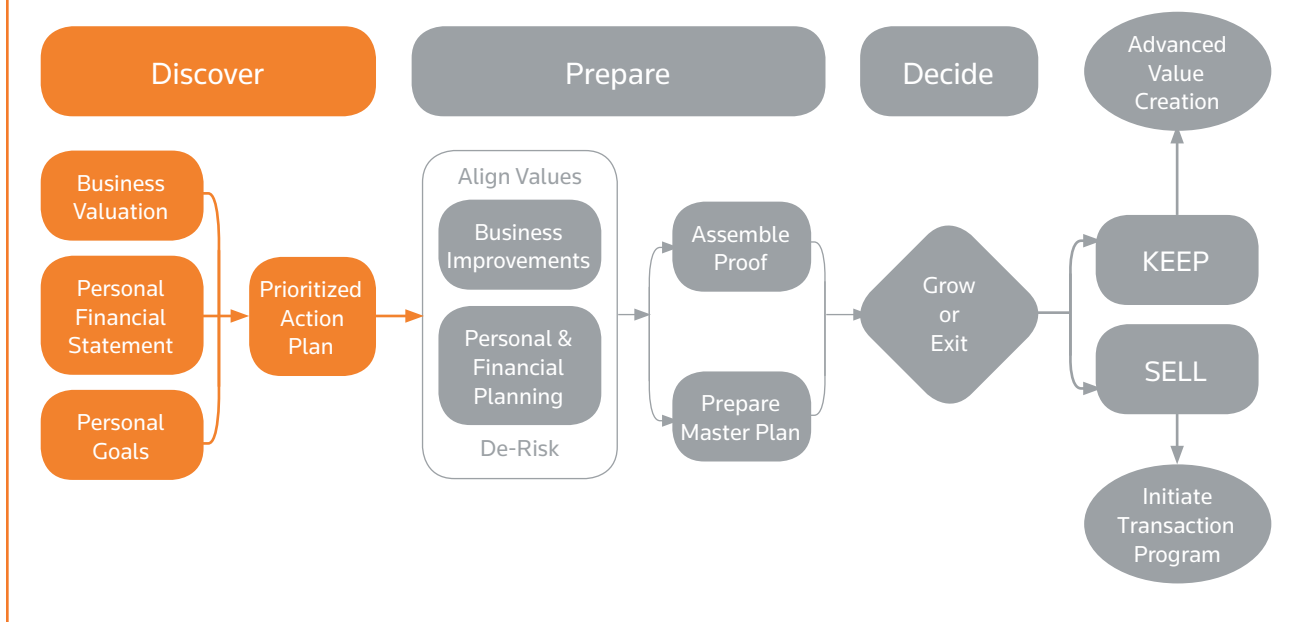 Discover
Prepare
Decide
Advanced
Value
Creation
Business
Valuation
Personal
Financial
Statement
Personal
Goals
Prioritized
Action
Plan
Align Values
Business
Improvements
Personal &
Financial
Planning
De-Risk
Assemble
Proof
Prepare
Master Plan
Grow
or
Exit
KEEP
SELL
Initiate
Transaction
Program